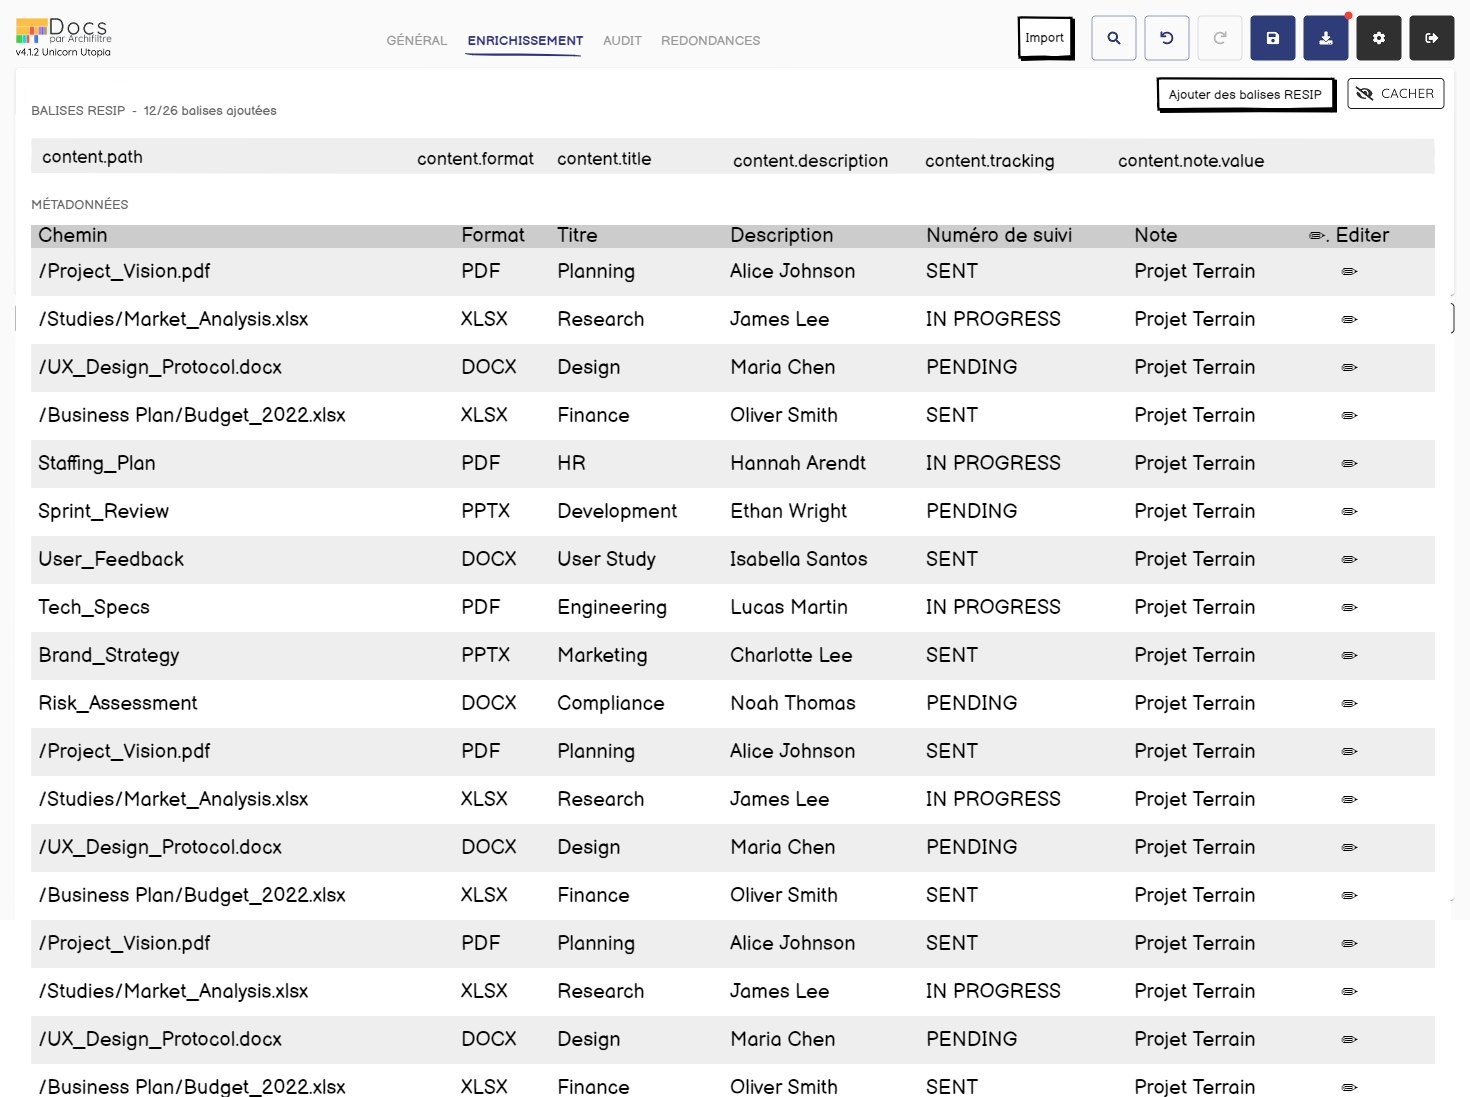 Docs
par Archifiltre
v4.1.2 Unicorn Utopia
GÉNÉRAL ENRICHISSEMENT AUDIT REDONDANCES
Import
Ajouter des balises RESIP CACHER
BALISES RESIP - 12/26 balises ajoutées
content.path content.format content.title content.description content.tracking content.note.value
MÉTADONNÉES
Chemin Format Titre Description Numéro de suivi Note ✏. Editer
/Project_Vision.pdf PDF Planning Alice Johnson SENT Projet Terrain ✏
/Studies/Market_Analysis.xlsx XLSX Research James Lee IN PROGRESS Projet Terrain ✏
/UX_Design_Protocol.docx DOCX Design Maria Chen PENDING Projet Terrain ✏
/Business Plan/Budget_2022.xlsx XLSX Finance Oliver Smith SENT Projet Terrain ✏
Staffing_Plan PDF HR Hannah Arendt IN PROGRESS Projet Terrain ✏
Sprint_Review PPTX Development Ethan Wright PENDING Projet Terrain ✏
User_Feedback DOCX User Study Isabella Santos SENT Projet Terrain ✏
Tech_Specs PDF Engineering Lucas Martin IN PROGRESS Projet Terrain ✏
Brand_Strategy PPTX Marketing Charlotte Lee SENT Projet Terrain ✏
Risk_Assessment DOCX Compliance Noah Thomas PENDING Projet Terrain ✏
/Project_Vision.pdf PDF Planning Alice Johnson SENT Projet Terrain ✏
/Studies/Market_Analysis.xlsx XLSX Research James Lee IN PROGRESS Projet Terrain ✏
/UX_Design_Protocol.docx DOCX Design Maria Chen PENDING Projet Terrain ✏
/Business Plan/Budget_2022.xlsx XLSX Finance Oliver Smith SENT Projet Terrain ✏
/Project_Vision.pdf PDF Planning Alice Johnson SENT Projet Terrain ✏
/Studies/Market_Analysis.xlsx XLSX Research James Lee IN PROGRESS Projet Terrain ✏
/UX_Design_Protocol.docx DOCX Design Maria Chen PENDING Projet Terrain ✏
/Business Plan/Budget_2022.xlsx XLSX Finance Oliver Smith SENT Projet Terrain ✏